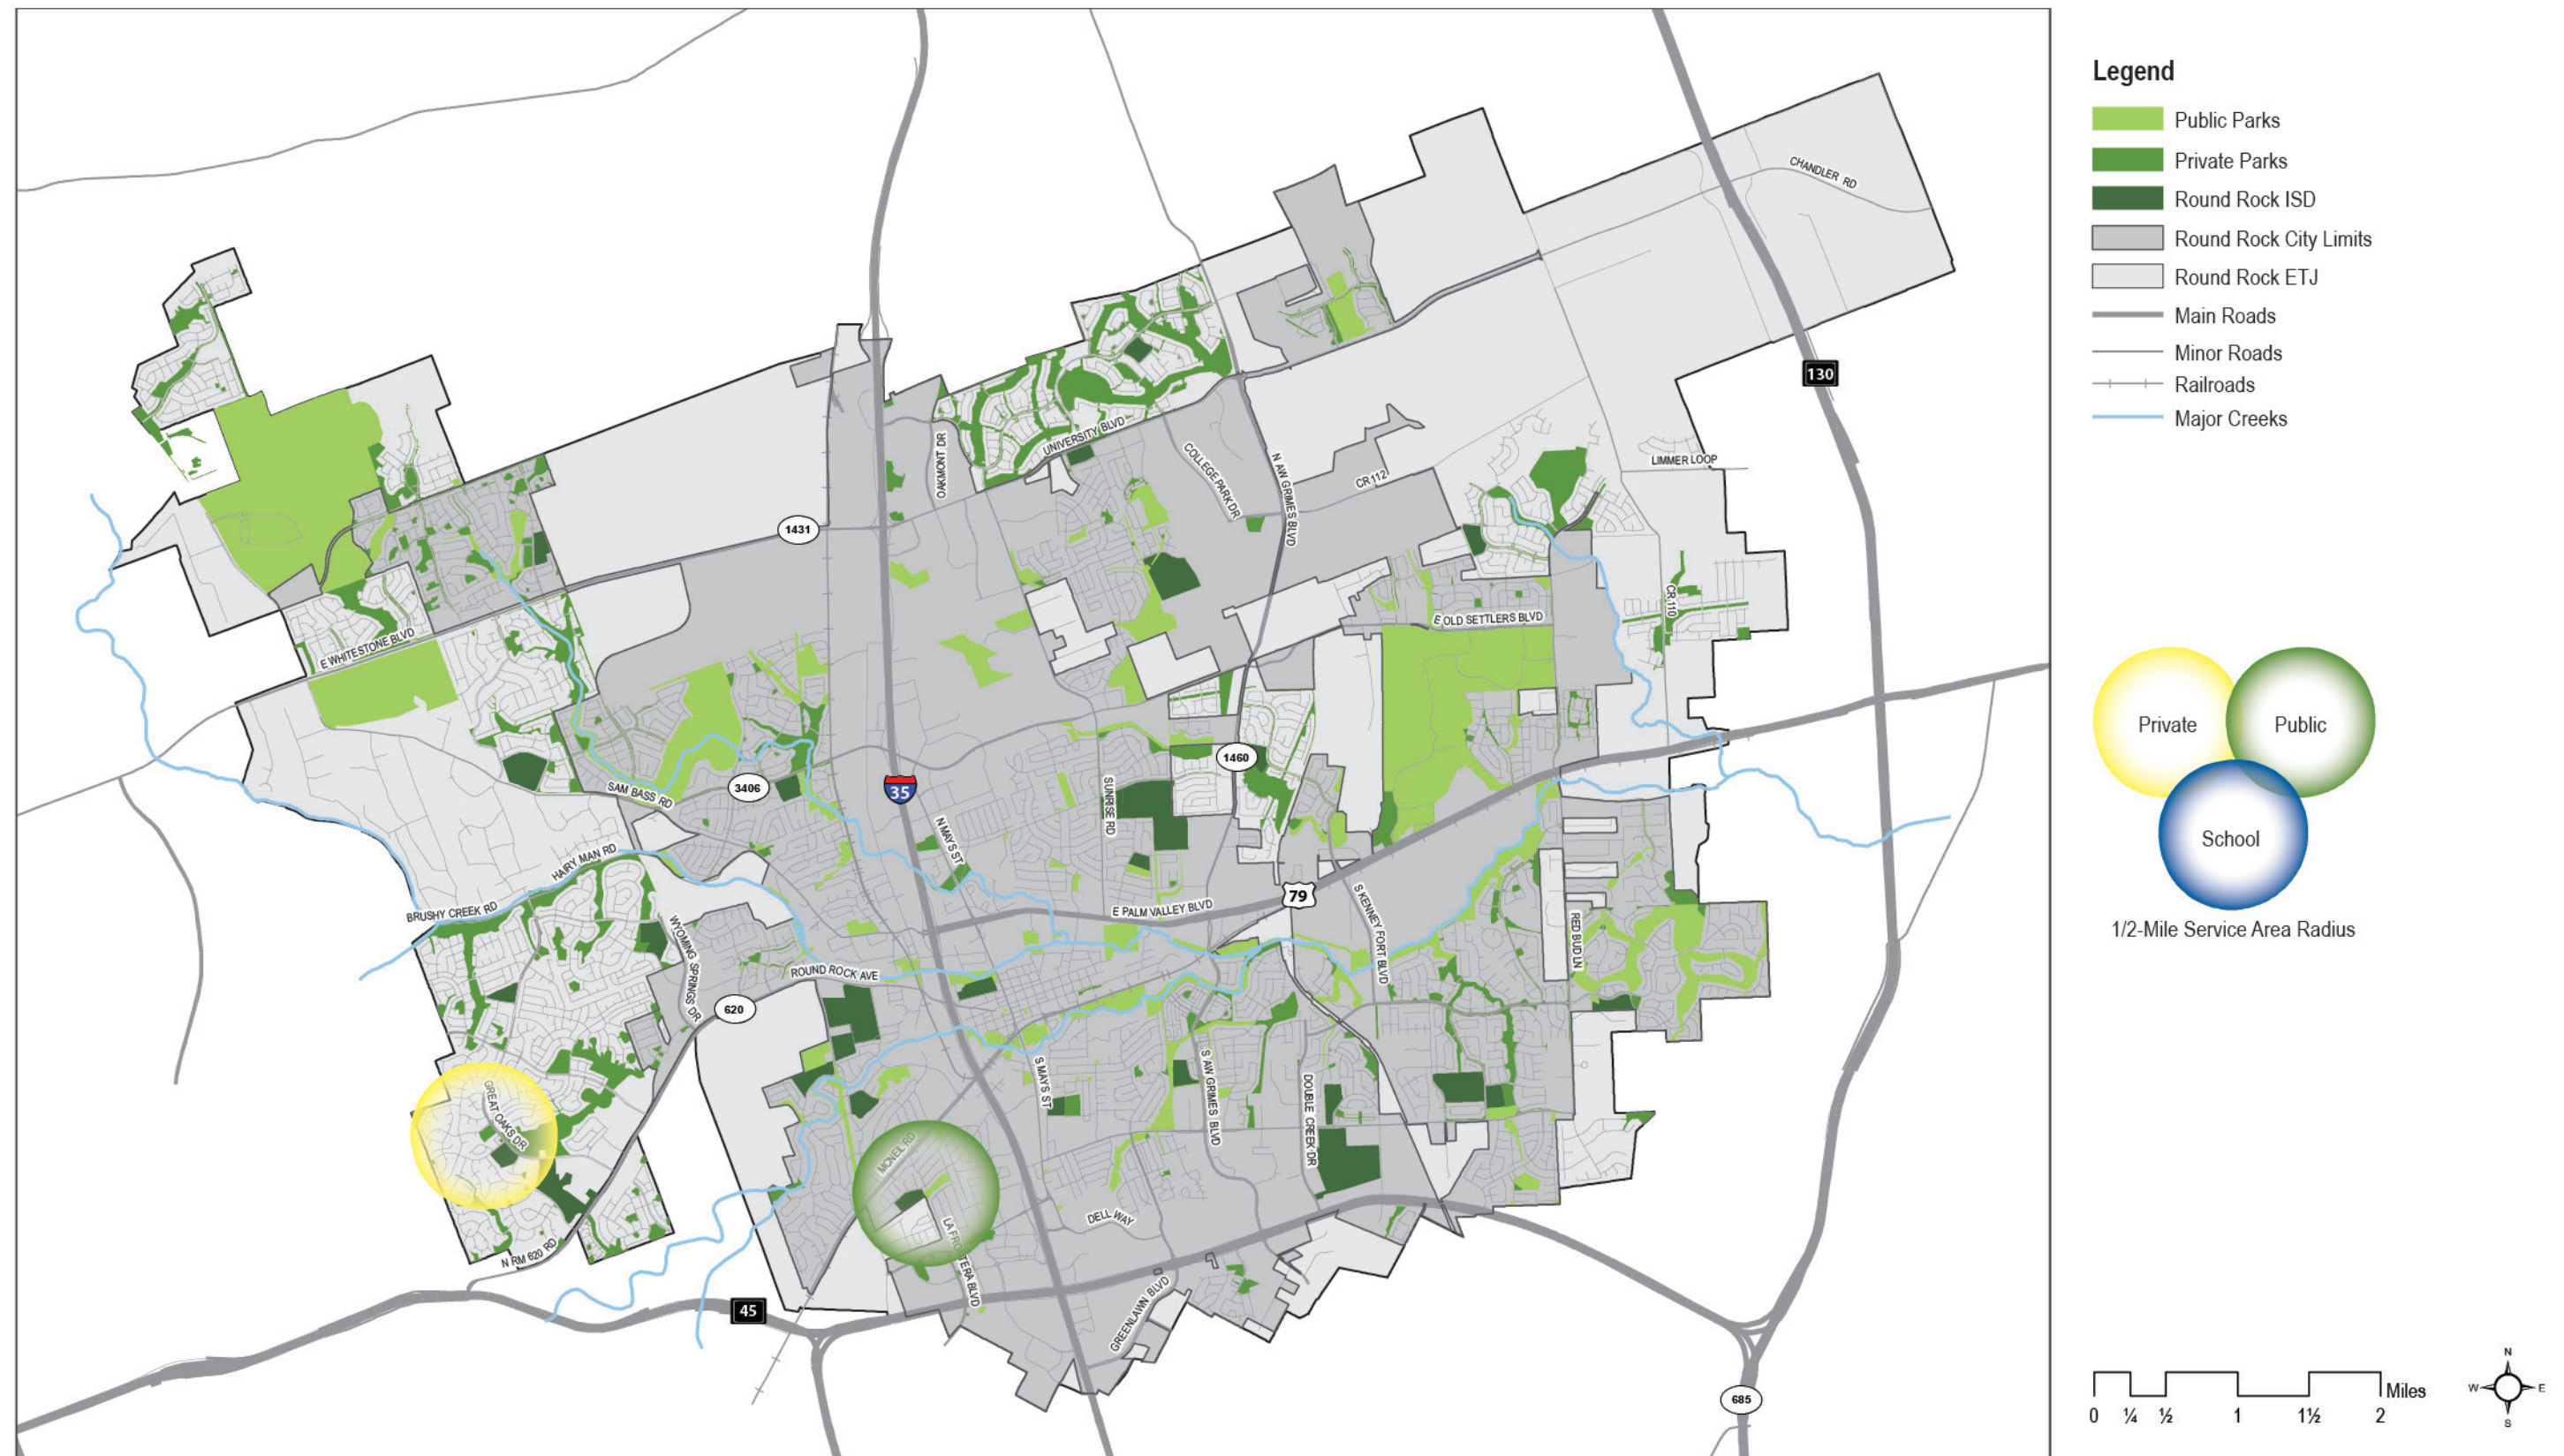 Legend
Public Parks
Private Parks
Round Rock ISD
Round Rock City Limits
Round Rock ETJ
Main Roads
Minor Roads
Railroads
Major Creeks
CHANDLER RD
130
UNIVERSITY BLVD
OAKMONT DR
COLLEGE PARK DR
N AW GRIMES BLVD
CR 112
LIMMER LOOP
1431
CR 110
E OLD SETTLERS BLVD
E WHITESTONE BLVD
Private
Public
School
1/2-Mile Service Area Radius
1460
SAM BASS RD
3406
35
SUNRISE RD
N MAYS ST
HAIRY MAN RD
BRUSHY CREEK RD
79
E PALM VALLEY BLVD
S KENNEY FORT BLVD
RED BUD LN
WYOMING SPRINGS DR
ROUND ROCK AVE
620
S MAYS ST
S AW GRIMES BLVD
DOUBLE CREEK DR
GREAT OAKS DR
MCNEIL RD
LA FRONTERA BLVD
DELL WAY
N RM 620 RD
GREENLAWN BLVD
45
685
Miles
0 ¼ ½ 1 1½ 2
N
W E
S